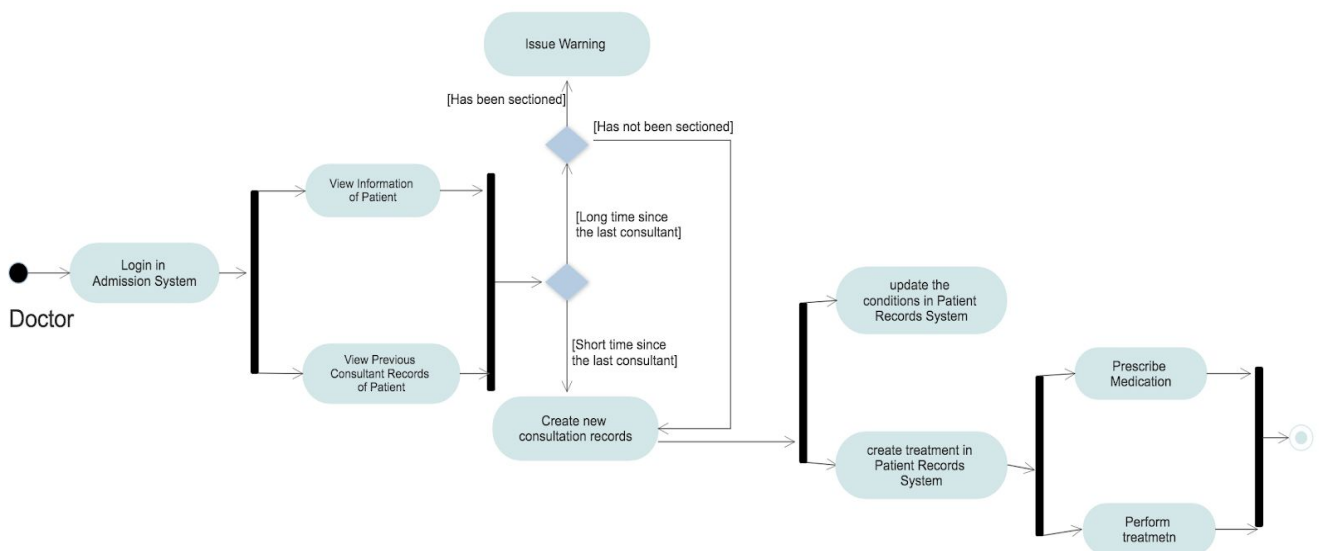 Issue Warning
[Has been sectioned]
[Has not been sectioned]
View Information
of Patient
[Long time since
the last consultant]
Login in
Admission System
Doctor
update the
conditions in Patient
Records System
[Short time since
the last consultant]
View Previous
Consultant Records
of Patient
Prescribe
Medication
Create new
consultation records
create treatment in
Patient Records
System
Perform
treatmetn